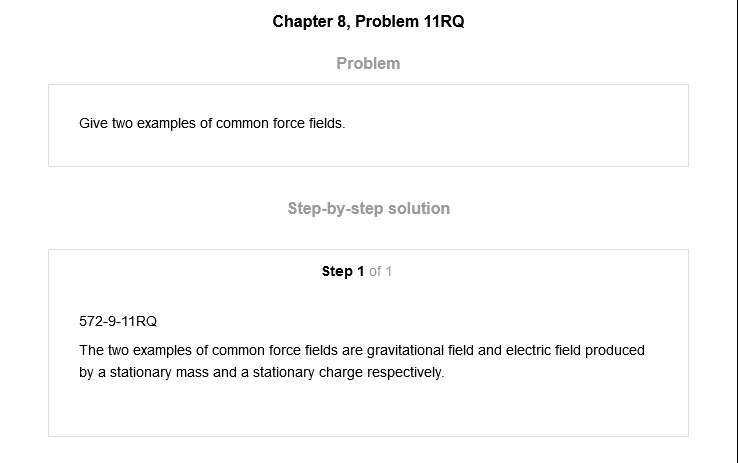 Chapter 8, Problem 11RQ
Problem
Give two examples of common force fields.
Step-by-step solution
Step 1 of 1
572-9-11RQ
The two examples of common force fields are gravitational field and electric field produced
by a stationary mass and a stationary charge respectively.